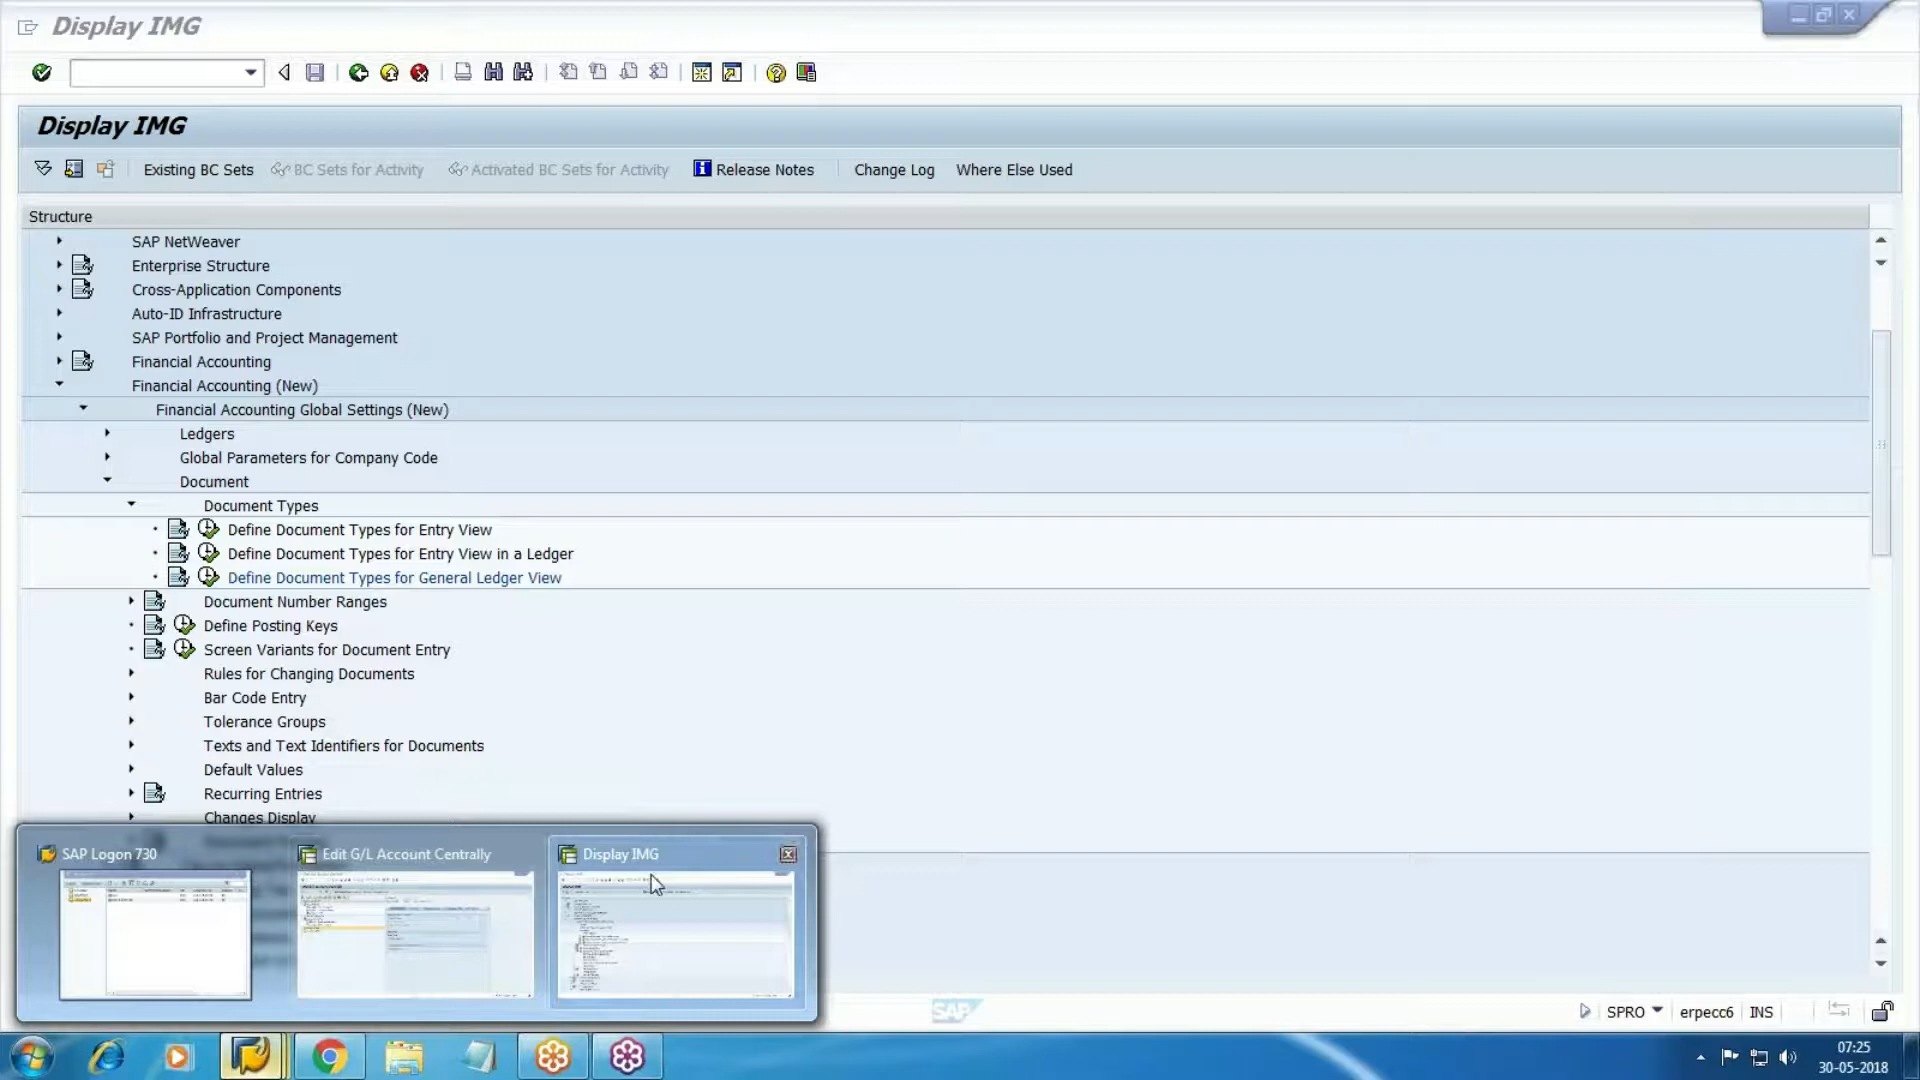 Display IMG
Display IMG
Existing BC Sets BC Sets for Activity Activated BC Sets for Activity Release Notes Change Log Where Else Used
Structure
SAP NetWeaver
Enterprise Structure
Cross-Application Components
Auto-ID Infrastructure
SAP Portfolio and Project Management
Financial Accounting
Financial Accounting (New)
Financial Accounting Global Settings (New)
Ledgers
Global Parameters for Company Code
Document
Document Types
Define Document Types for Entry View
Define Document Types for Entry View in a Ledger
Define Document Types for General Ledger View
Document Number Ranges
Define Posting Keys
Screen Variants for Document Entry
Rules for Changing Documents
Bar Code Entry
Tolerance Groups
Texts and Text Identifiers for Documents
Default Values
Recurring Entries
Changes Display
SAP Logon 730 Edit G/L Account Centrally Display IMG
SAP
SPRO erpecc6 INS
07:25
30-05-2018